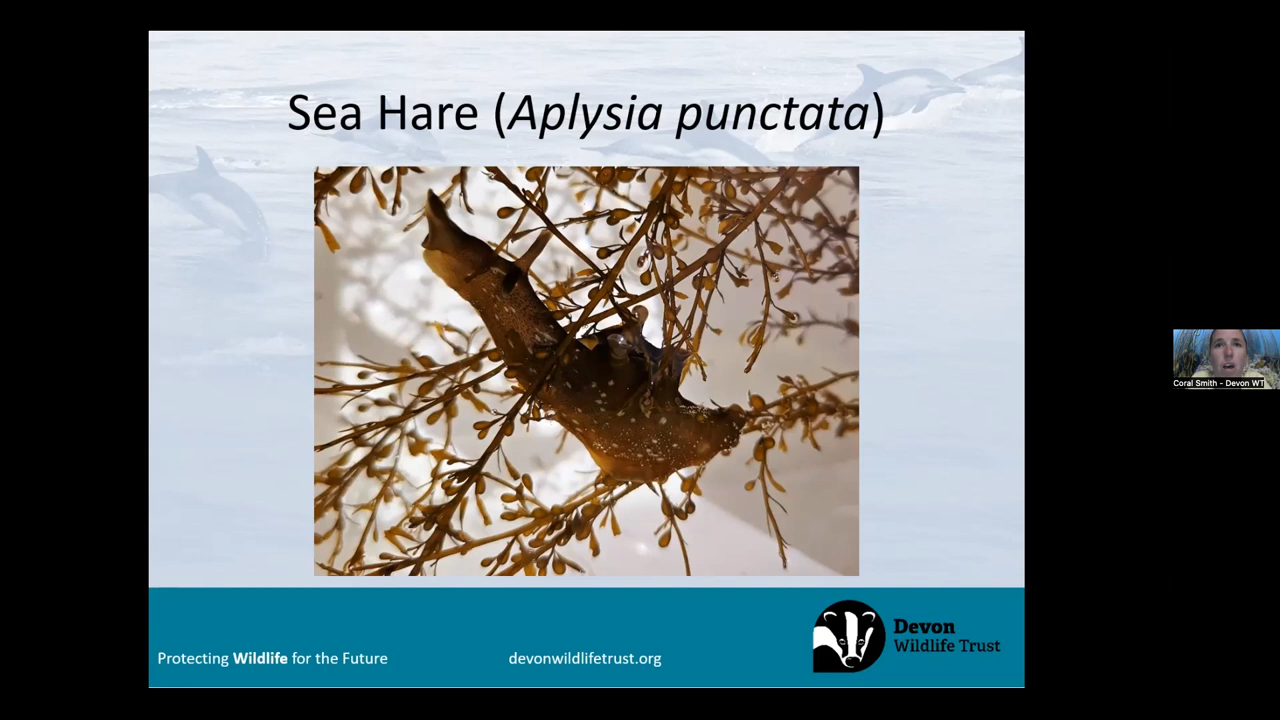 Sea Hare (Aplysia punctata)
Coral Smith - Devon WT
Protecting Wildlife for the Future
devonwildlifetrust.org
Devon
Wildlife Trust